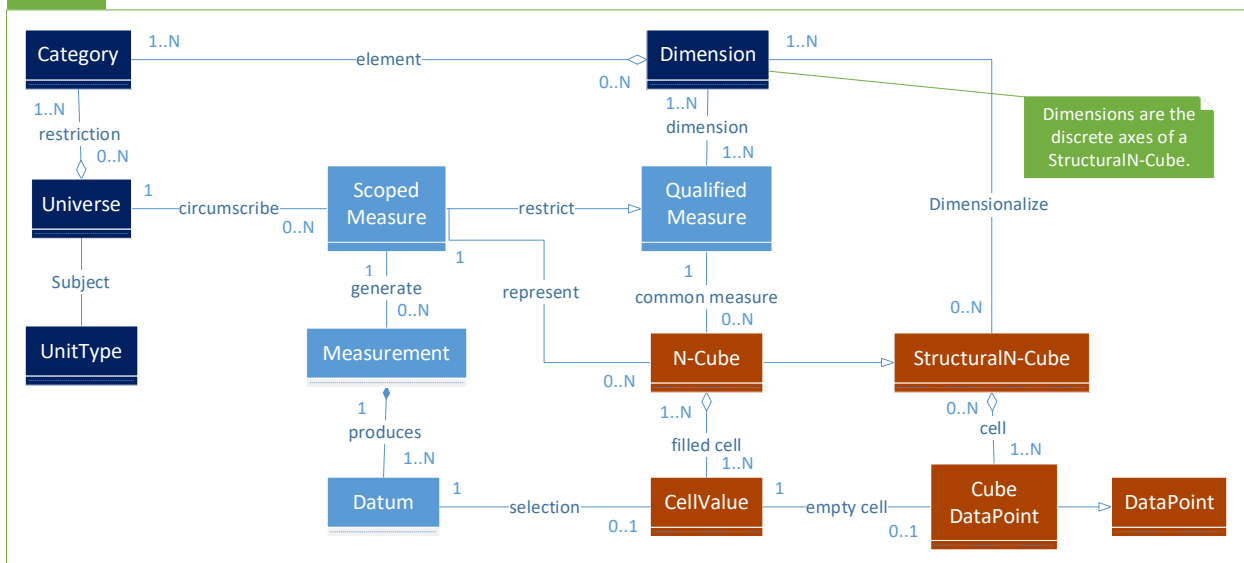 Category
1..N
element
0..N
Dimension
1..N
1..N
restriction
0..N
1..N
dimension
1..N
Dimensions are the
discrete axes of a
StructuralN-Cube.
Universe
1
circumscribe
0..N
Scoped
Measure
restrict
Qualified
Measure
Dimensionalize
Subject
1
generate
0..N
1
represent
0..N
1
common measure
0..N
0..N
UnitType
Measurement
N-Cube
StructuralN-Cube
1
produces
1..N
1..N
filled cell
1..N
0..N
cell
1..N
Datum
1
selection
0..1
CellValue
1
empty cell
0..1
Cube
DataPoint
DataPoint